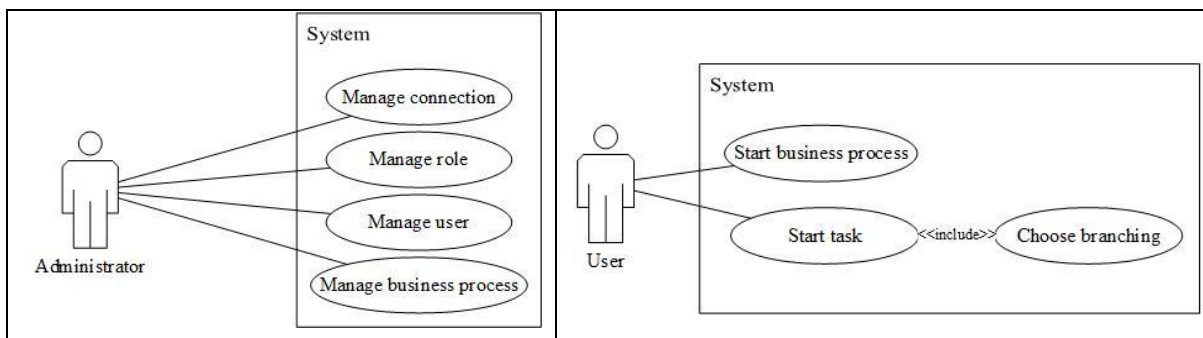 System
Manage connection
Manage role
Manage user
Manage business process
Administrator
System
Start business process
Start task
<<include>>
Choose branching
User